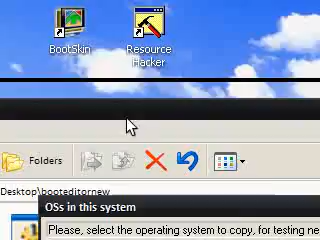 BootSkin
Resource
Hacker
Folders
Desktop\booteditornew
OSs in this system
Please, select the operating system to copy, for testing ne